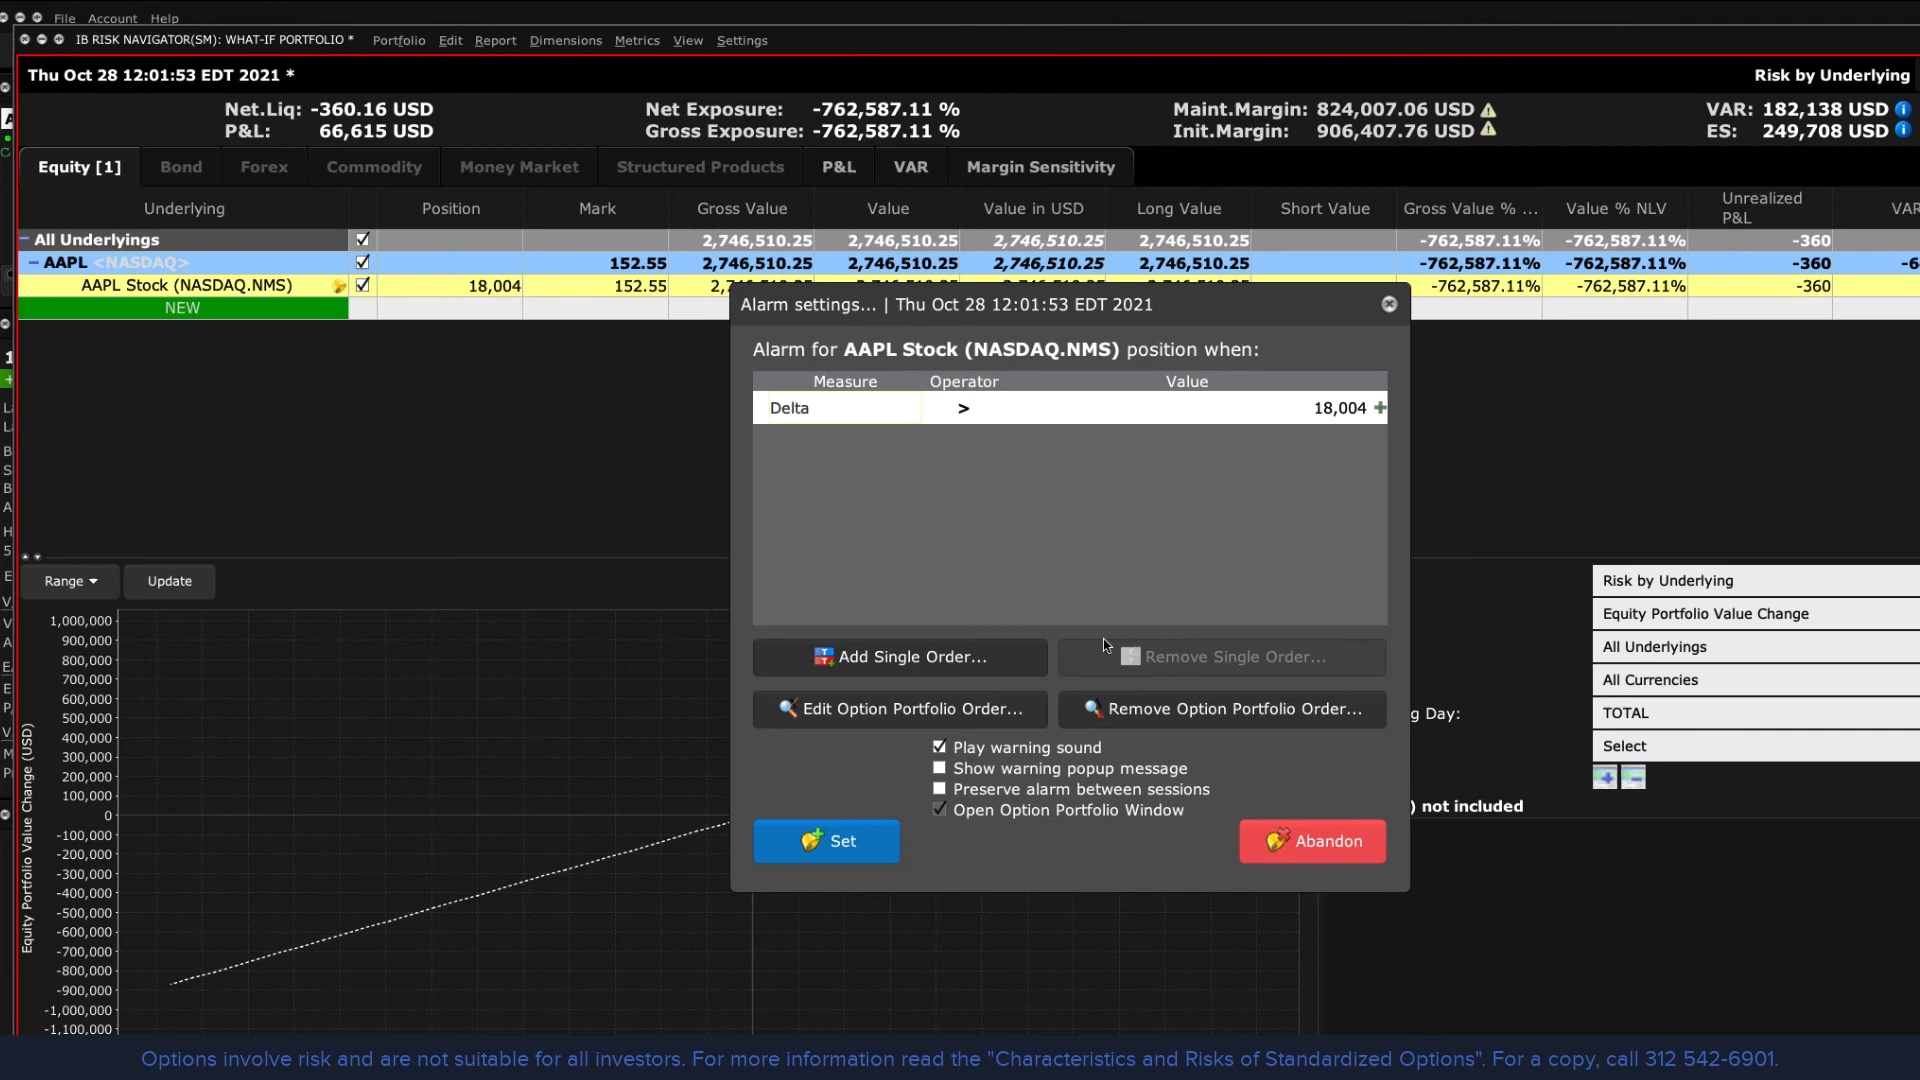 File Account Help
IB RISK NAVIGATOR(SM): WHAT-IF PORTFOLIO * Portfolio Edit Report Dimensions Metrics View Settings
Thu Oct 28 12:01:53 EDT 2021 * Risk by Underlying
Net.Liq: -360.16 USD Net Exposure: -762,587.11 % Maint.Margin: 824,007.06 USD VAR: 182,138 USD
P&L: 66,615 USD Gross Exposure: -762,587.11 % Init.Margin: 906,407.76 USD ES: 249,708 USD
Equity [1] Bond Forex Commodity Money Market Structured Products P&L VAR Margin Sensitivity
Underlying Position Mark Gross Value Value Value in USD Long Value Short Value Gross Value % ... Value % NLV Unrealized P&L VAR
All Underlyings 2,746,510.25 2,746,510.25 2,746,510.25 2,746,510.25 -762,587.11% -762,587.11% -360
AAPL <NASDAQ> 152.55 2,746,510.25 2,746,510.25 2,746,510.25 2,746,510.25 -762,587.11% -762,587.11% -360 -6
AAPL Stock (NASDAQ.NMS) 18,004 152.55 -762,587.11% -762,587.11% -360
NEW
Alarm settings... | Thu Oct 28 12:01:53 EDT 2021
Alarm for AAPL Stock (NASDAQ.NMS) position when:
Measure Operator Value
Delta > 18,004
Add Single Order... Remove Single Order...
Edit Option Portfolio Order... Remove Option Portfolio Order...
Play warning sound
Show warning popup message
Preserve alarm between sessions
Open Option Portfolio Window
Set Abandon
Range Update
Equity Portfolio Value Change (USD)
1,000,000
900,000
800,000
700,000
600,000
500,000
400,000
300,000
200,000
100,000
0
-100,000
-200,000
-300,000
-400,000
-500,000
-600,000
-700,000
-800,000
-900,000
-1,000,000
-1,100,000
Risk by Underlying
Equity Portfolio Value Change
All Underlyings
All Currencies
g Day: TOTAL
Select
) not included
Options involve risk and are not suitable for all investors. For more information read the "Characteristics and Risks of Standardized Options". For a copy, call 312 542-6901.